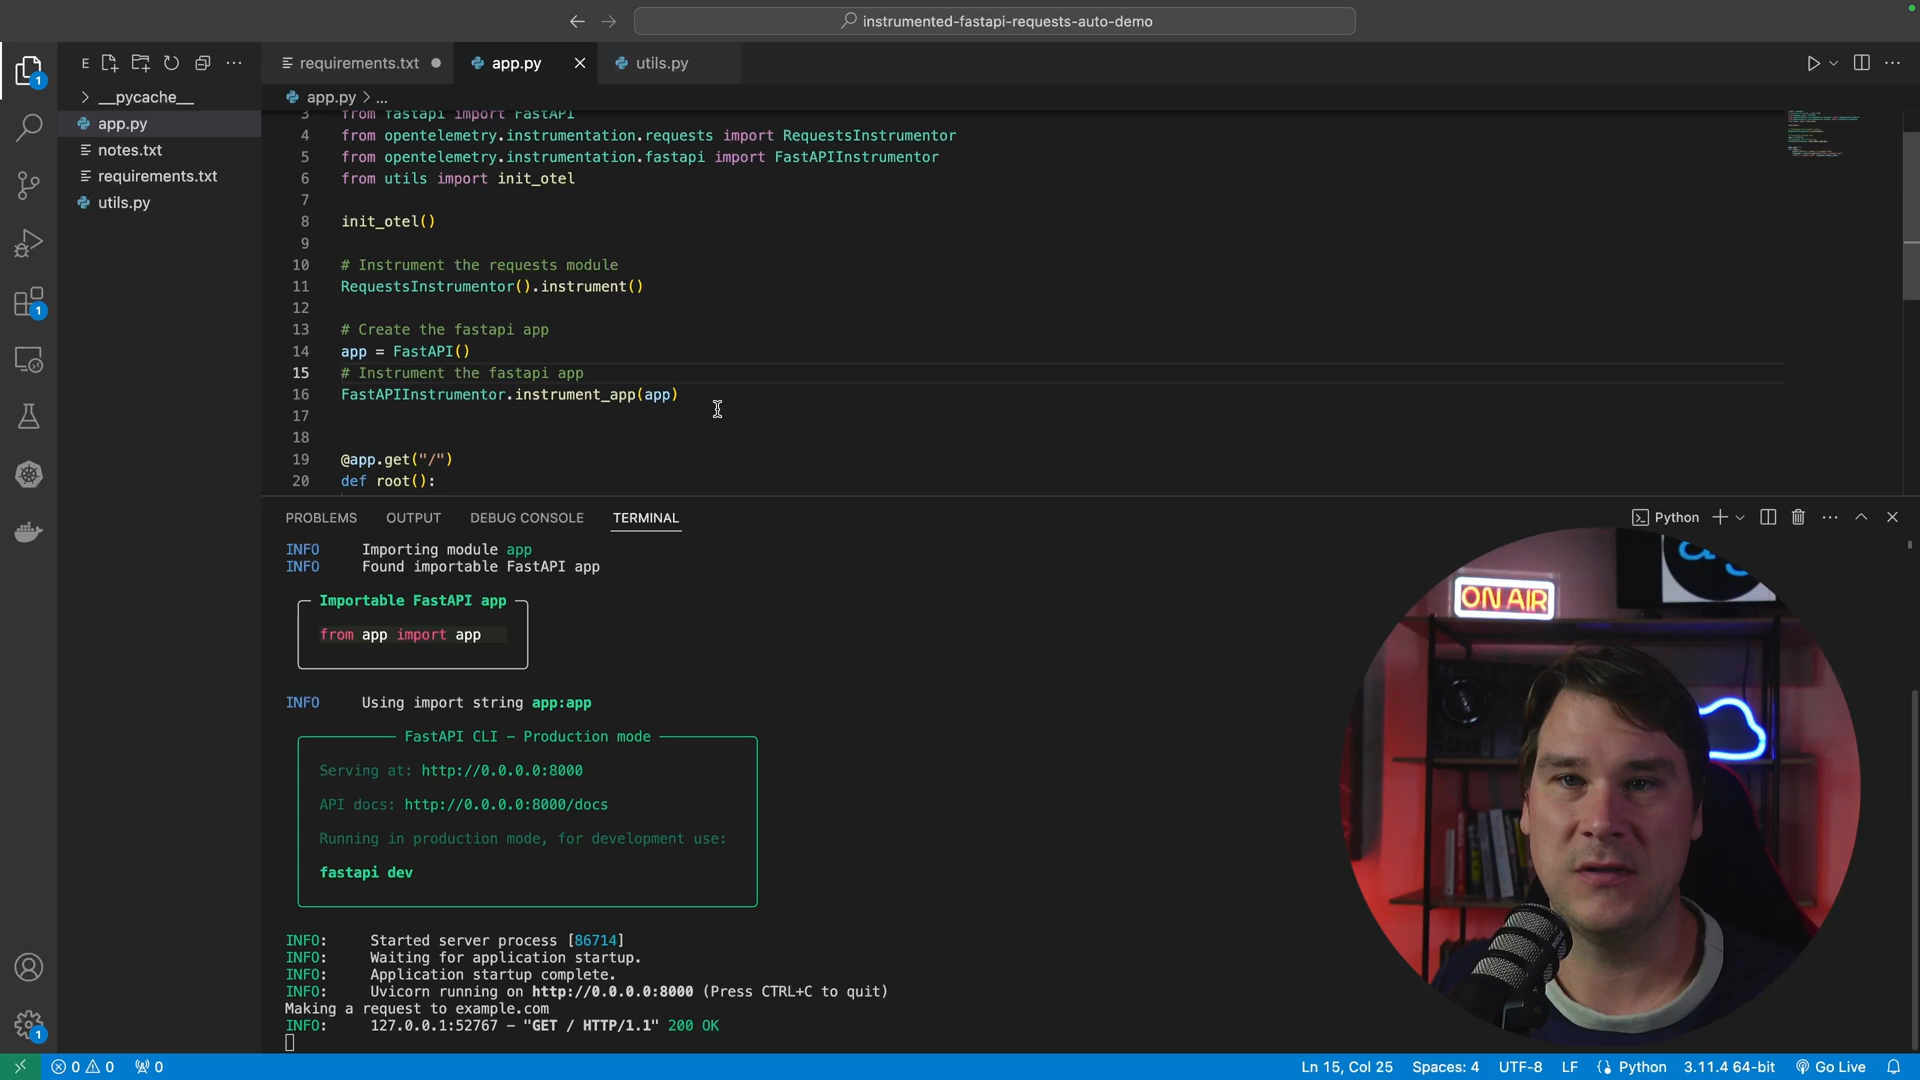 instrumented-fastapi-requests-auto-demo
E
requirements.txt
app.py
utils.py
__pycache__
app.py
notes.txt
requirements.txt
utils.py
app.py > ...
3 from fastapi import FastAPI
4 from opentelemetry.instrumentation.requests import RequestsInstrumentor
5 from opentelemetry.instrumentation.fastapi import FastAPIInstrumentor
6 from utils import init_otel
7
8 init_otel()
9
10 # Instrument the requests module
11 RequestsInstrumentor().instrument()
12
13 # Create the fastapi app
14 app = FastAPI()
15 # Instrument the fastapi app
16 FastAPIInstrumentor.instrument_app(app)
17
18
19 @app.get("/")
20 def root():
PROBLEMS OUTPUT DEBUG CONSOLE TERMINAL
Python
INFO Importing module app
INFO Found importable FastAPI app
Importable FastAPI app
from app import app
INFO Using import string app:app
FastAPI CLI - Production mode
Serving at: http://0.0.0.0:8000
API docs: http://0.0.0.0:8000/docs
Running in production mode, for development use:
fastapi dev
INFO: Started server process [86714]
INFO: Waiting for application startup.
INFO: Application startup complete.
INFO: Uvicorn running on http://0.0.0.0:8000 (Press CTRL+C to quit)
Making a request to example.com
INFO: 127.0.0.1:52767 - "GET / HTTP/1.1" 200 OK
ON AIR
1
1
1
0 0 0
Ln 15, Col 25 Spaces: 4 UTF-8 LF Python 3.11.4 64-bit Go Live